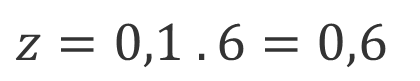 z = 0,1 . 6 = 0,6